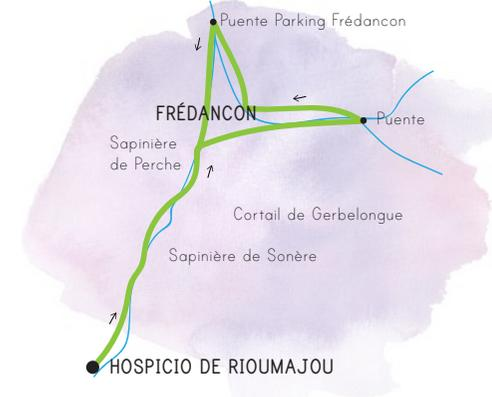 Puente Parking Frédancon
FRÉDANCON
Puente
Sapinière
de Perche
Cortail de Gerbelongue
Sapinière de Sonère
HOSPICIO DE RIOUMAJOU